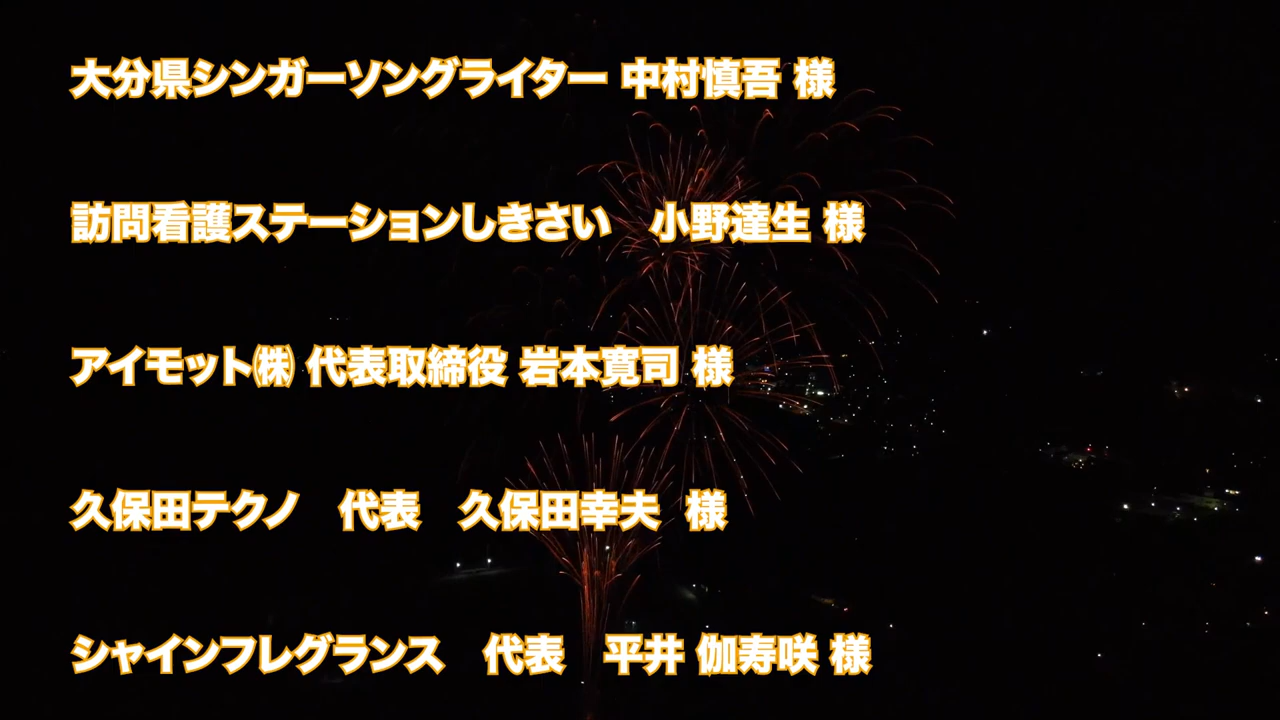 大分県シンガーソングライター 中村慎吾 様
訪問看護ステーションしきさい　小野達生 様
アイモット㈱ 代表取締役 岩本寛司 様
久保田テクノ　代表　久保田幸夫 様
シャインフレグランス　代表　平井 伽寿咲 様